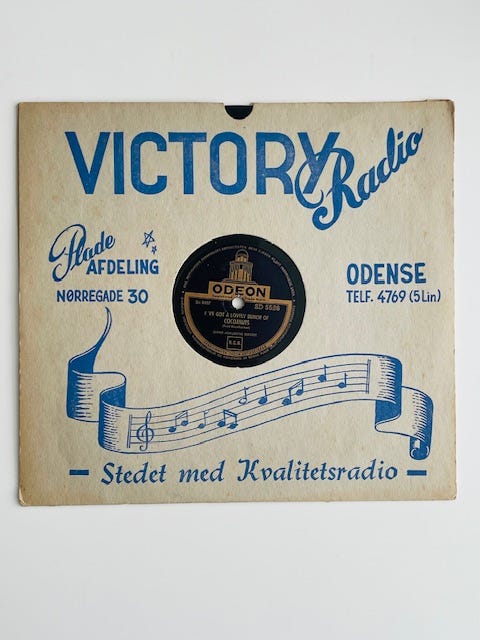 VICTORY Radio
Plade
AFDELING
NØRREGADE 30
ODENSE
TELF. 4769 (5 Lin)
ODEON
SD 5526
I'VE GOT A LOVELY BUNCH OF
COCOANUTS
— Stedet med Kvalitetsradio —